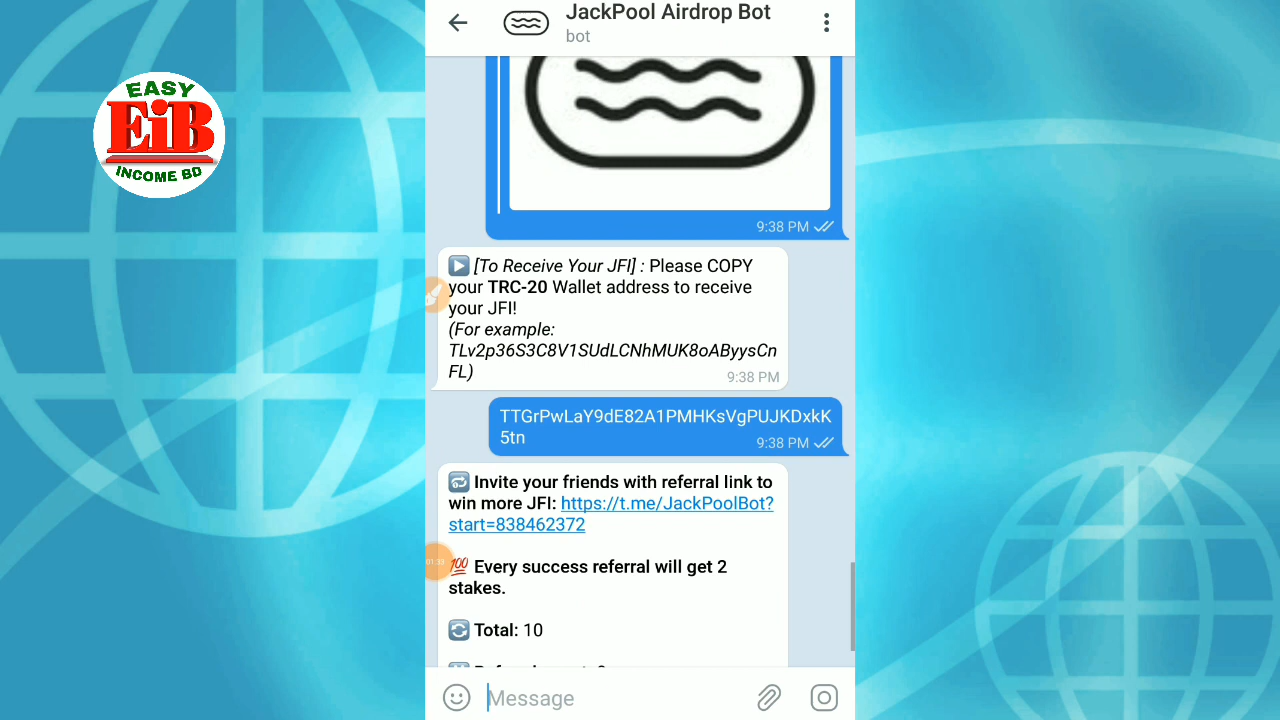 JackPool Airdrop Bot
bot
EASY
EiB
INCOME BD
9:38 PM
[To Receive Your JFI] : Please COPY
your TRC-20 Wallet address to receive
your JFI!
(For example:
TLv2p36S3C8V1SUdLCNhMUK8oAByysCn
FL)
9:38 PM
TTGrPwLaY9dE82A1PMHKsVgPUJKDxkK
5tn
9:38 PM
Invite your friends with referral link to
win more JFI: https://t.me/JackPoolBot?
start=838462372
01:33
💯 Every success referral will get 2
stakes.
Total: 10
Message